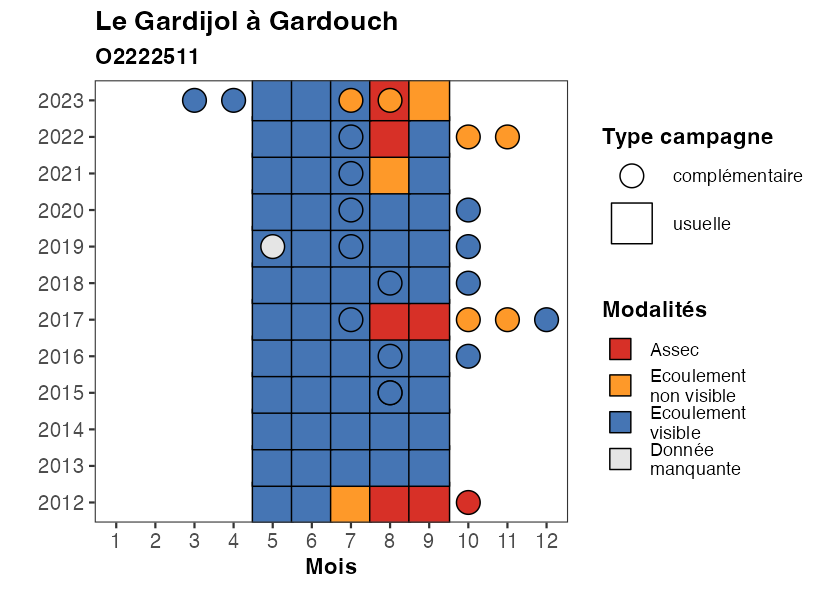 Le Gardijol à Gardouch
O2222511
2023
2022
2021
2020
2019
2018
2017
2016
2015
2014
2013
2012
1 2 3 4 5 6 7 8 9 10 11 12
Mois
Type campagne
complémentaire
usuelle
Modalités
Assec
Ecoulement
non visible
Ecoulement
visible
Donnée
manquante